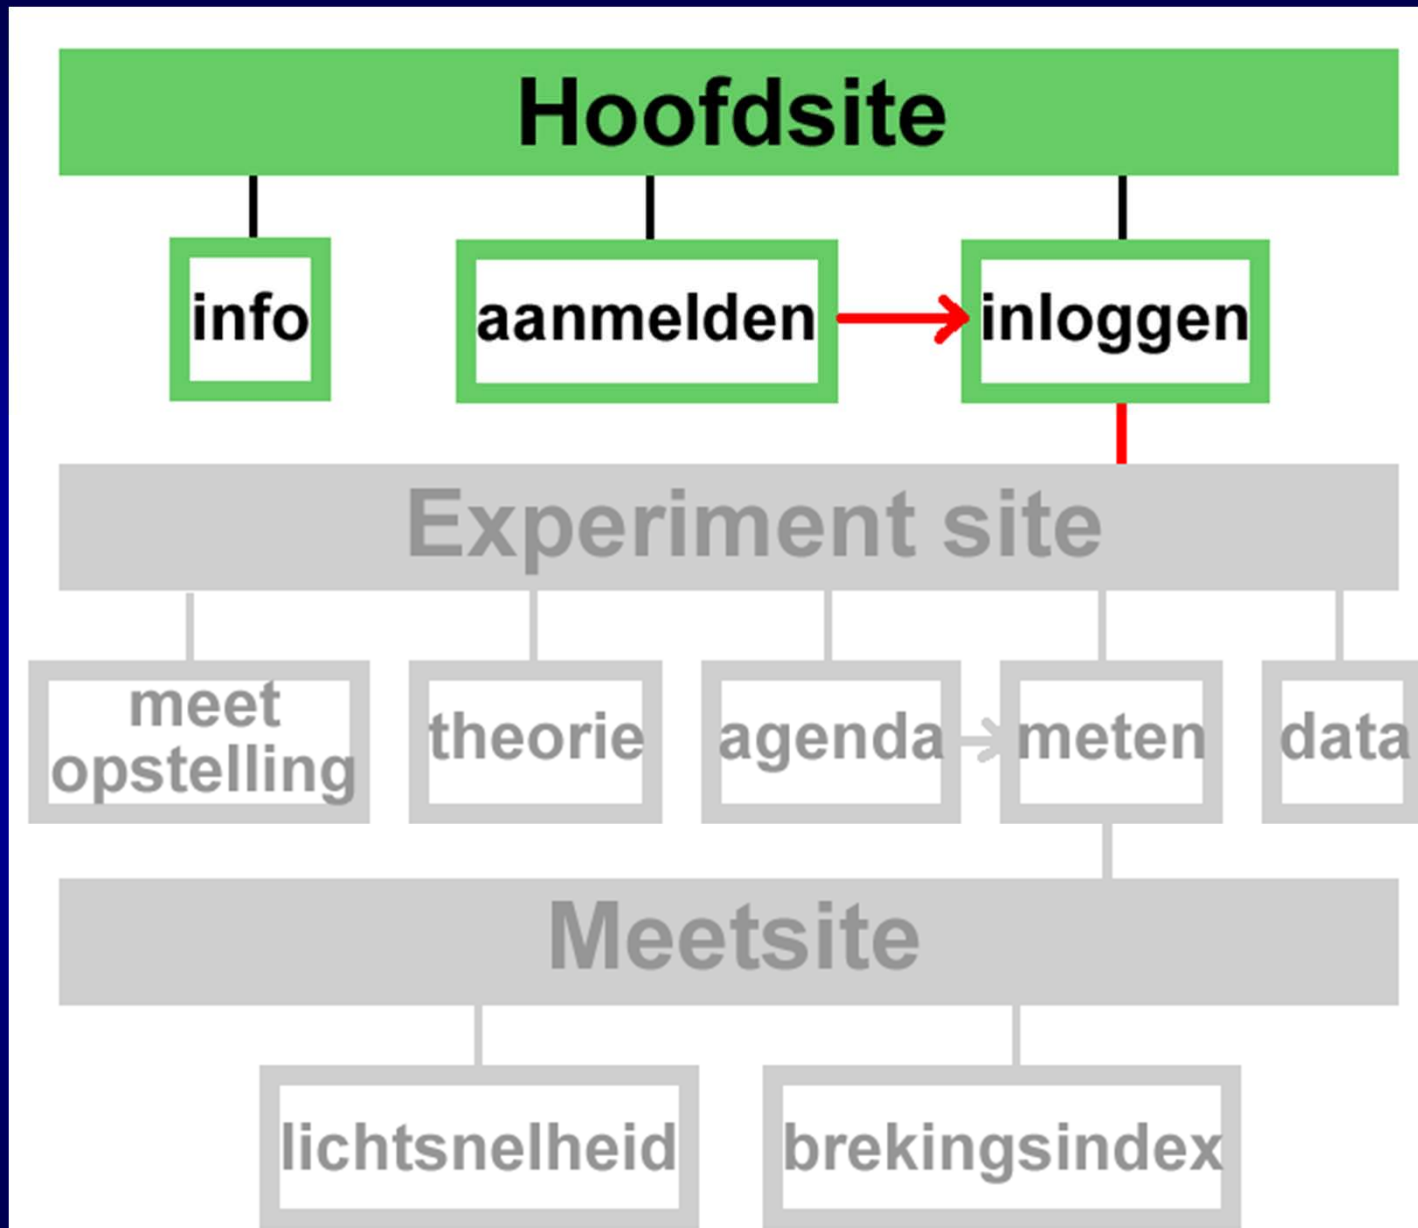 Hoofdsite
info
aanmelden
inloggen
Experiment site
meet
opstelling
theorie
agenda
meten
data
Meetsite
lichtsnelheid
brekingsindex